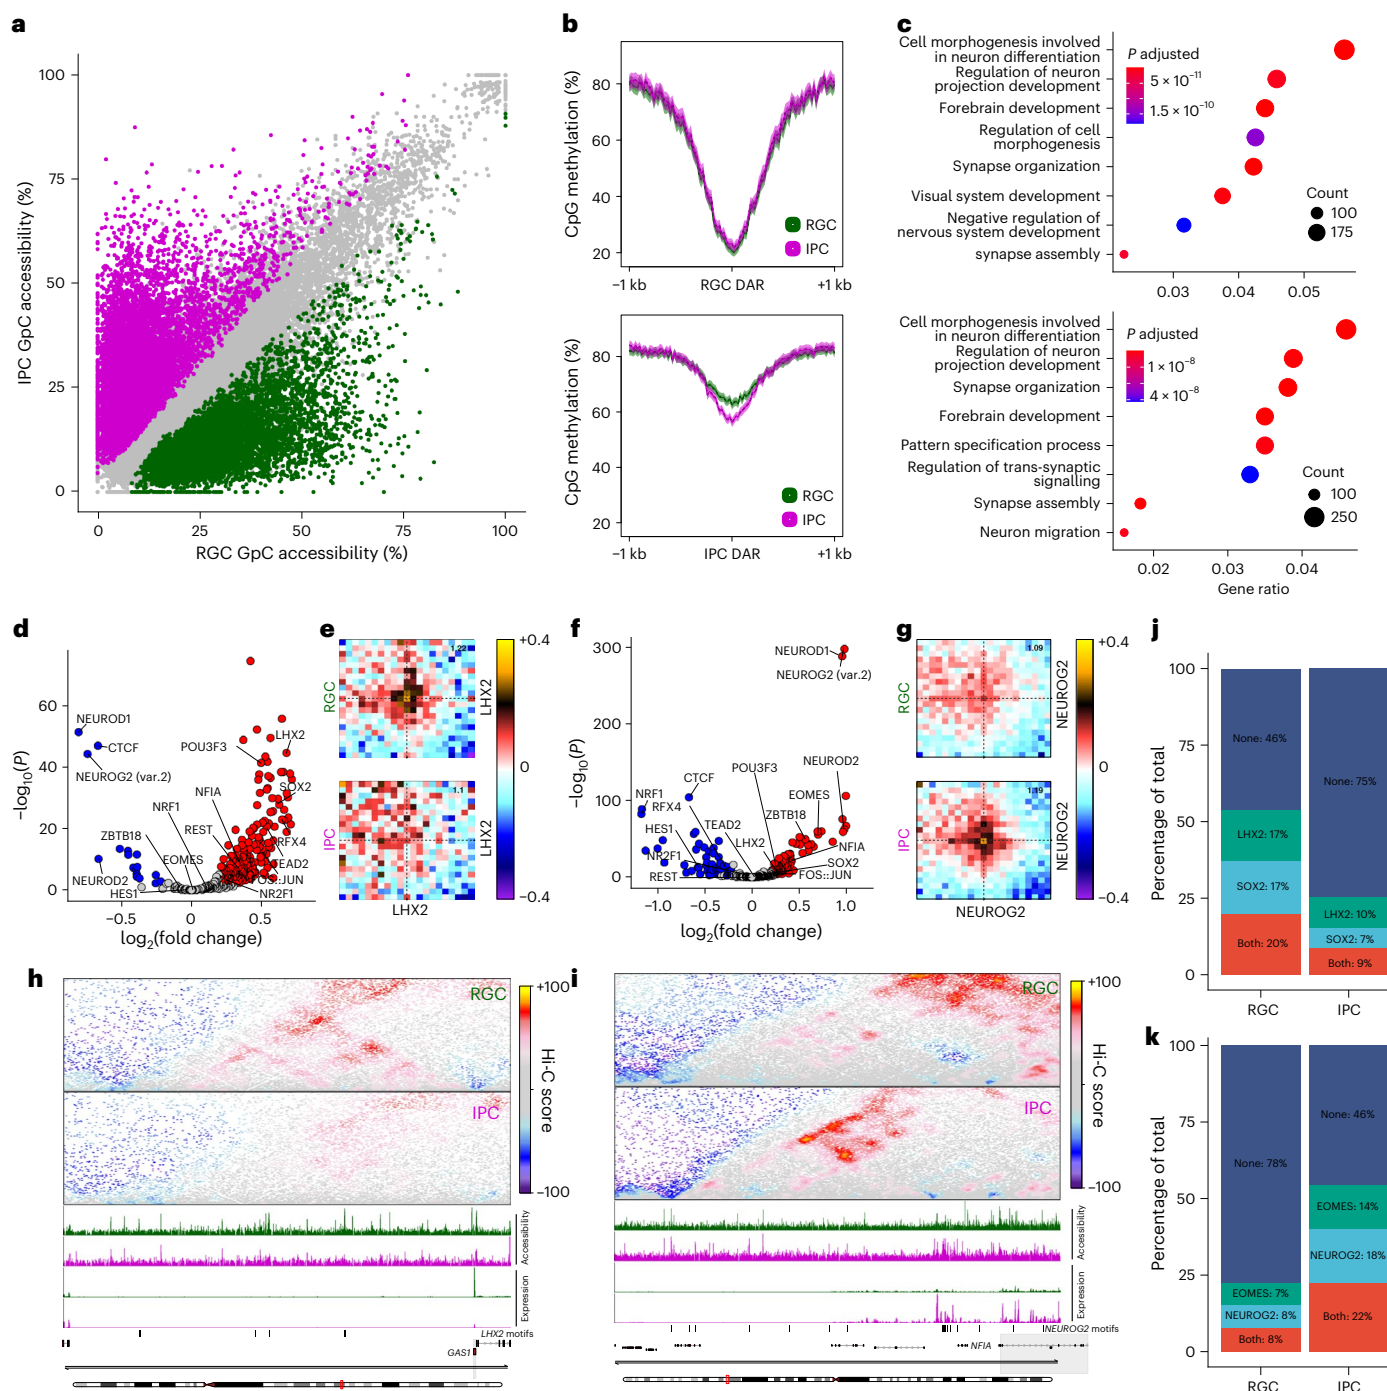 a
100
75
50
25
0
IPC GpC accessibility (%)
0
25
50
75
100
RGC GpC accessibility (%)
b
80
60
40
20
CpG methylation (%)
RGC
IPC
−1 kb
RGC DAR
+1 kb
80
60
40
20
CpG methylation (%)
RGC
IPC
−1 kb
IPC DAR
+1 kb
c
Cell morphogenesis involved
in neuron differentiation
Regulation of neuron
projection development
Forebrain development
Regulation of cell
morphogenesis
Synapse organization
Visual system development
Negative regulation of
nervous system development
synapse assembly
P adjusted
5 × 10−11
1.5 × 10−10
Count
100
175
0.03
0.04
0.05
Cell morphogenesis involved
in neuron differentiation
Regulation of neuron
projection development
Synapse organization
Forebrain development
Pattern specification process
Regulation of trans-synaptic
signalling
Synapse assembly
Neuron migration
P adjusted
1 × 10−8
4 × 10−8
Count
100
250
0.02
0.03
0.04
Gene ratio
d
60
40
20
0
−log10(P)
NEUROD1
CTCF
NEUROG2 (var.2)
POU3F3
LHX2
SOX2
NFIA
NRF1
REST
ZBTB18
RFX4
EOMES
TEAD2
NEUROD2
FOS::JUN
HES1
NR2F1
−0.5
0
0.5
log2(fold change)
e
RGC
1.22
LHX2
IPC
1.1
LHX2
LHX2
+0.4
0
−0.4
f
300
200
100
0
−log10(P)
NEUROD1
NEUROG2 (var.2)
NEUROD2
POU3F3
CTCF
NRF1
RFX4
EOMES
ZBTB18
HES1
TEAD2
LHX2
NFIA
NR2F1
SOX2
REST
FOS::JUN
−1.0
−0.5
0
0.5
1.0
log2(fold change)
g
RGC
1.09
NEUROG2
IPC
1.19
NEUROG2
NEUROG2
+0.4
0
−0.4
j
100
75
50
25
0
Percentage of total
None: 46%
LHX2: 17%
SOX2: 17%
Both: 20%
None: 75%
LHX2: 10%
SOX2: 7%
Both: 9%
RGC
IPC
h
RGC
IPC
+100
Hi-C score
−100
Accessibility
Expression
LHX2 motifs
GAS1
i
RGC
IPC
+100
Hi-C score
−100
Accessibility
Expression
NEUROG2 motifs
NFIA
k
100
75
50
25
0
Percentage of total
None: 78%
EOMES: 7%
NEUROG2: 8%
Both: 8%
None: 46%
EOMES: 14%
NEUROG2: 18%
Both: 22%
RGC
IPC